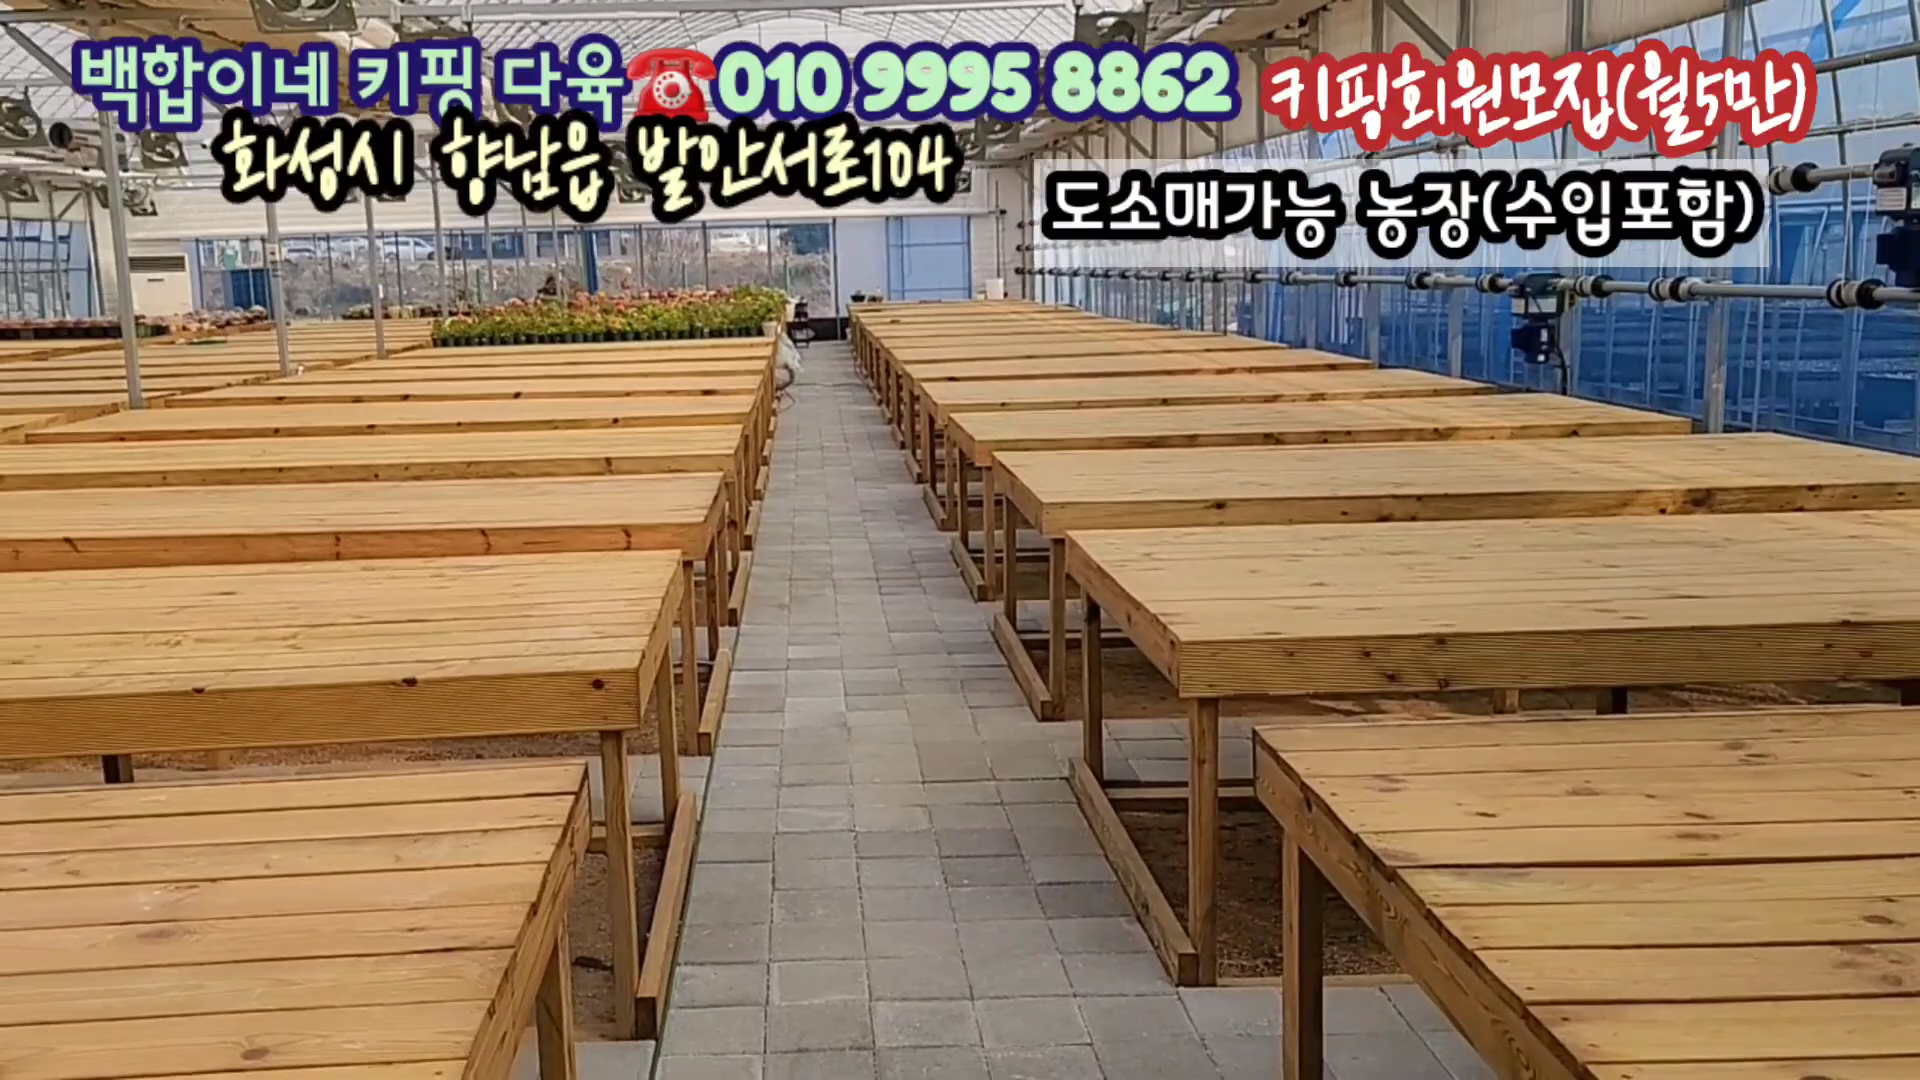 백합이네 키핑 다육☎010 9995 8862 키핑회원모집(월5만)
화성시 향남읍 발안서로104
도소매가능 농장(수입포함)